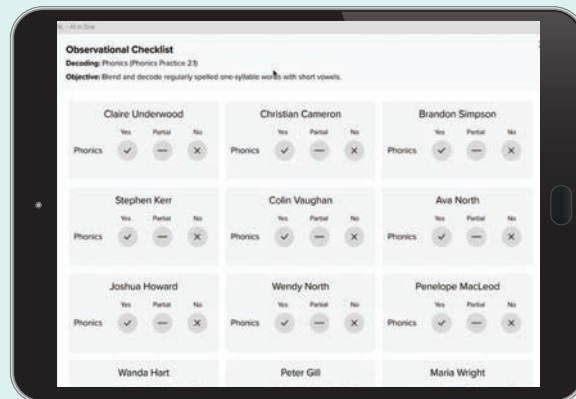 Observational Checklist
Decoding: Phonics (Phonics Practice 2.1)
Objective: Blend and decode regularly spelled one-syllable words with short vowels.
Claire Underwood
Christian Cameron
Brandon Simpson
Yes Partial No
Yes Partial No
Yes Partial No
Phonics
Phonics
Phonics
Stephen Kerr
Colin Vaughan
Ava North
Yes Partial No
Yes Partial No
Yes Partial No
Phonics
Phonics
Phonics
Joshua Howard
Wendy North
Penelope MacLeod
Yes Partial No
Yes Partial No
Yes Partial No
Phonics
Phonics
Phonics
Wanda Hart
Peter Gill
Maria Wright